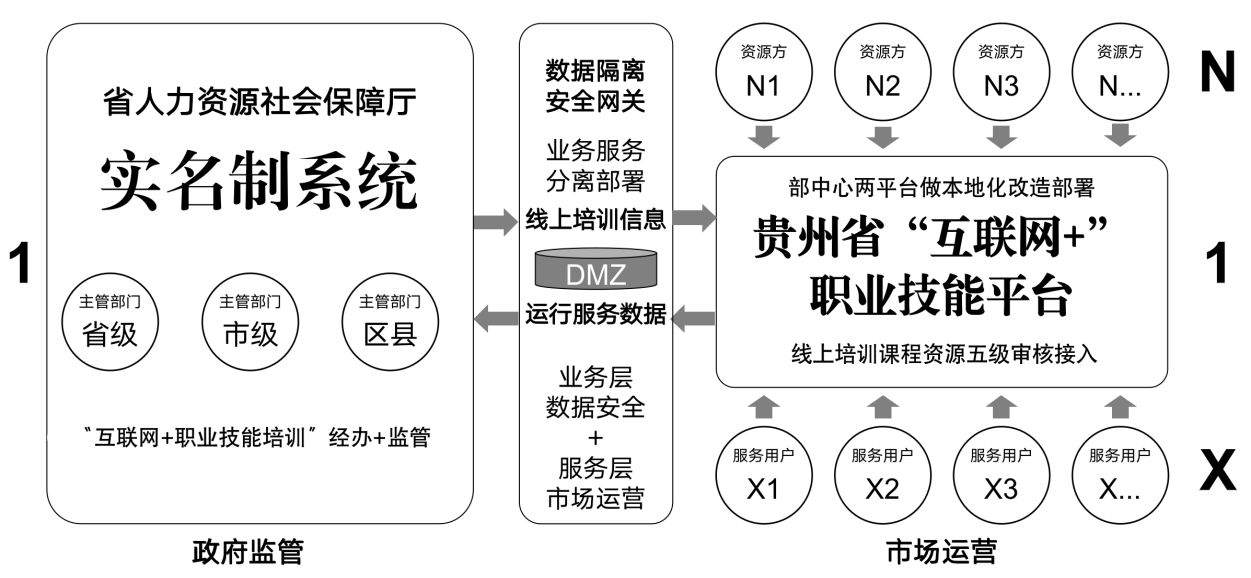 1
省人力资源社会保障厅
实名制系统
主管部门
省级
主管部门
市级
主管部门
区县
“互联网+职业技能培训”经办+监管
政府监管
数据隔离
安全网关
业务服务
分离部署
线上培训信息
DMZ
运行服务数据
业务层
数据安全
+
服务层
市场运营
资源方
N1
资源方
N2
资源方
N3
资源方
N...
N
部中心两平台做本地化改造部署
贵州省“互联网+”
职业技能平台
线上培训课程资源五级审核接入
1
服务用户
X1
服务用户
X2
服务用户
X3
服务用户
X...
X
市场运营